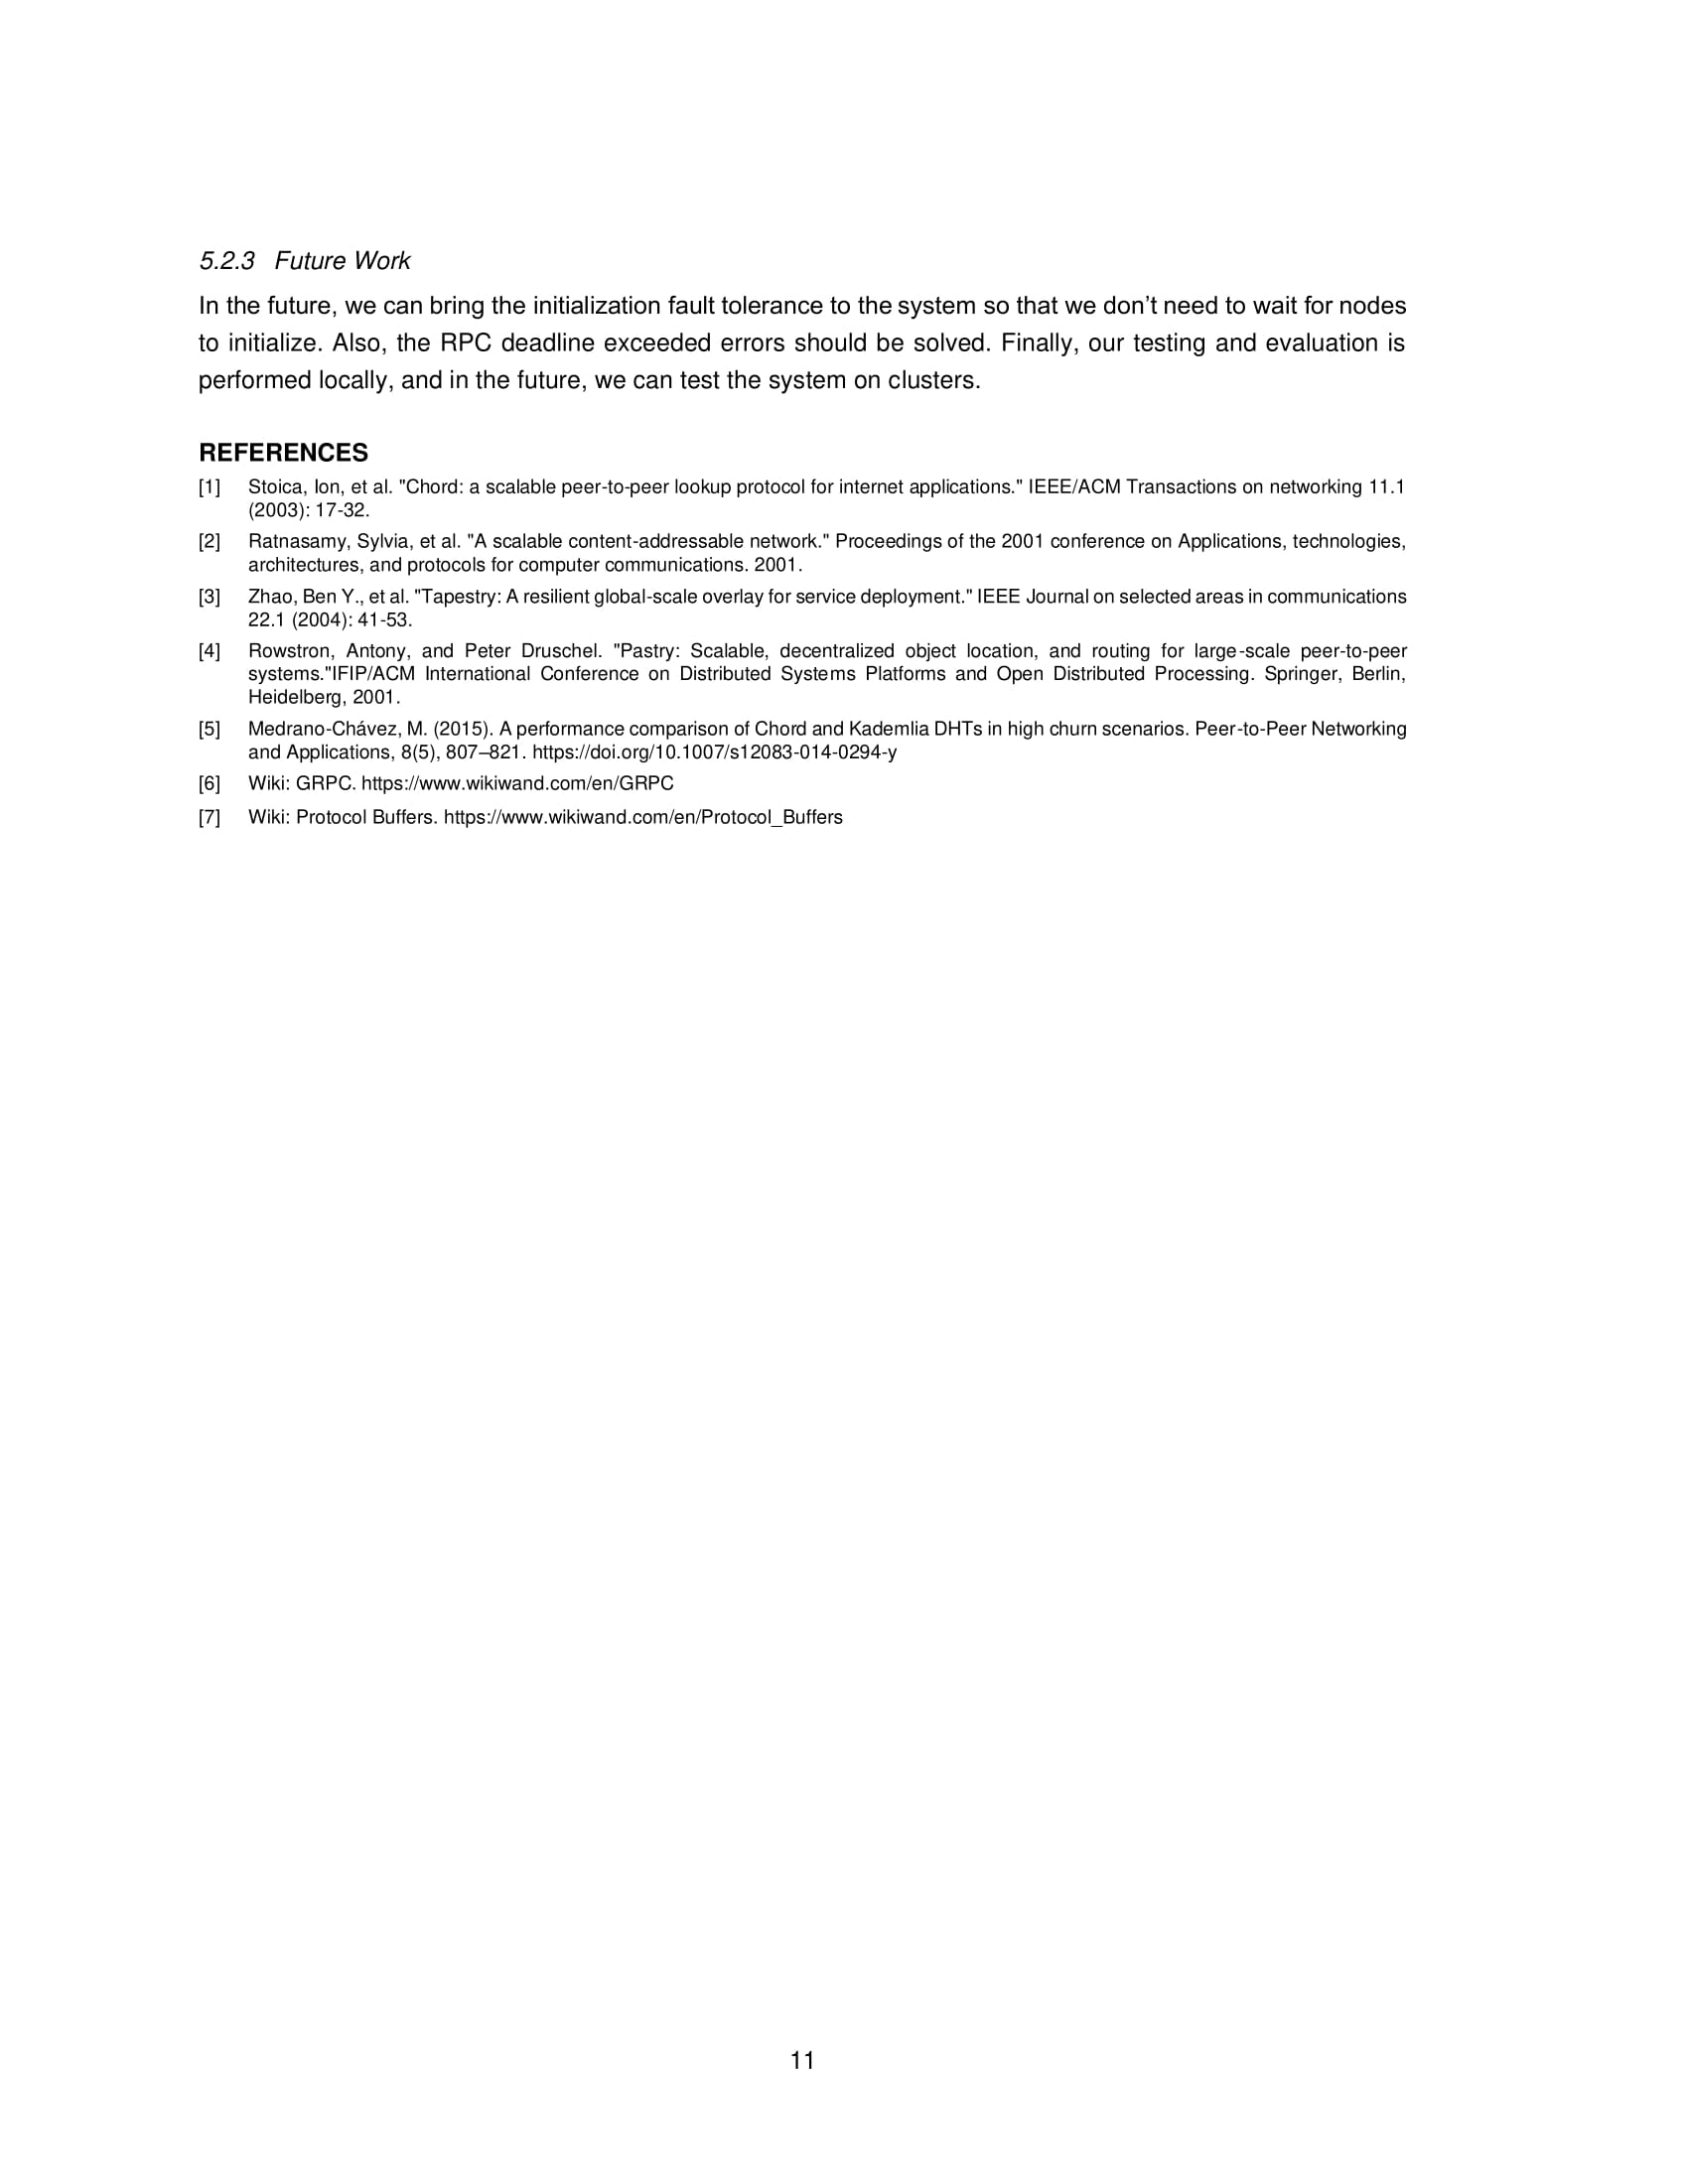 5.2.3 Future Work
In the future, we can bring the initialization fault tolerance to the system so that we don’t need to wait for nodes
to initialize. Also, the RPC deadline exceeded errors should be solved. Finally, our testing and evaluation is
performed locally, and in the future, we can test the system on clusters.
REFERENCES
[1] Stoica, Ion, et al. "Chord: a scalable peer-to-peer lookup protocol for internet applications." IEEE/ACM Transactions on networking 11.1
(2003): 17-32.
[2] Ratnasamy, Sylvia, et al. "A scalable content-addressable network." Proceedings of the 2001 conference on Applications, technologies,
architectures, and protocols for computer communications. 2001.
[3] Zhao, Ben Y., et al. "Tapestry: A resilient global-scale overlay for service deployment." IEEE Journal on selected areas in communications
22.1 (2004): 41-53.
[4] Rowstron, Antony, and Peter Druschel. "Pastry: Scalable, decentralized object location, and routing for large-scale peer-to-peer
systems."IFIP/ACM International Conference on Distributed Systems Platforms and Open Distributed Processing. Springer, Berlin,
Heidelberg, 2001.
[5] Medrano-Chávez, M. (2015). A performance comparison of Chord and Kademlia DHTs in high churn scenarios. Peer-to-Peer Networking
and Applications, 8(5), 807–821. https://doi.org/10.1007/s12083-014-0294-y
[6] Wiki: GRPC. https://www.wikiwand.com/en/GRPC
[7] Wiki: Protocol Buffers. https://www.wikiwand.com/en/Protocol_Buffers
11